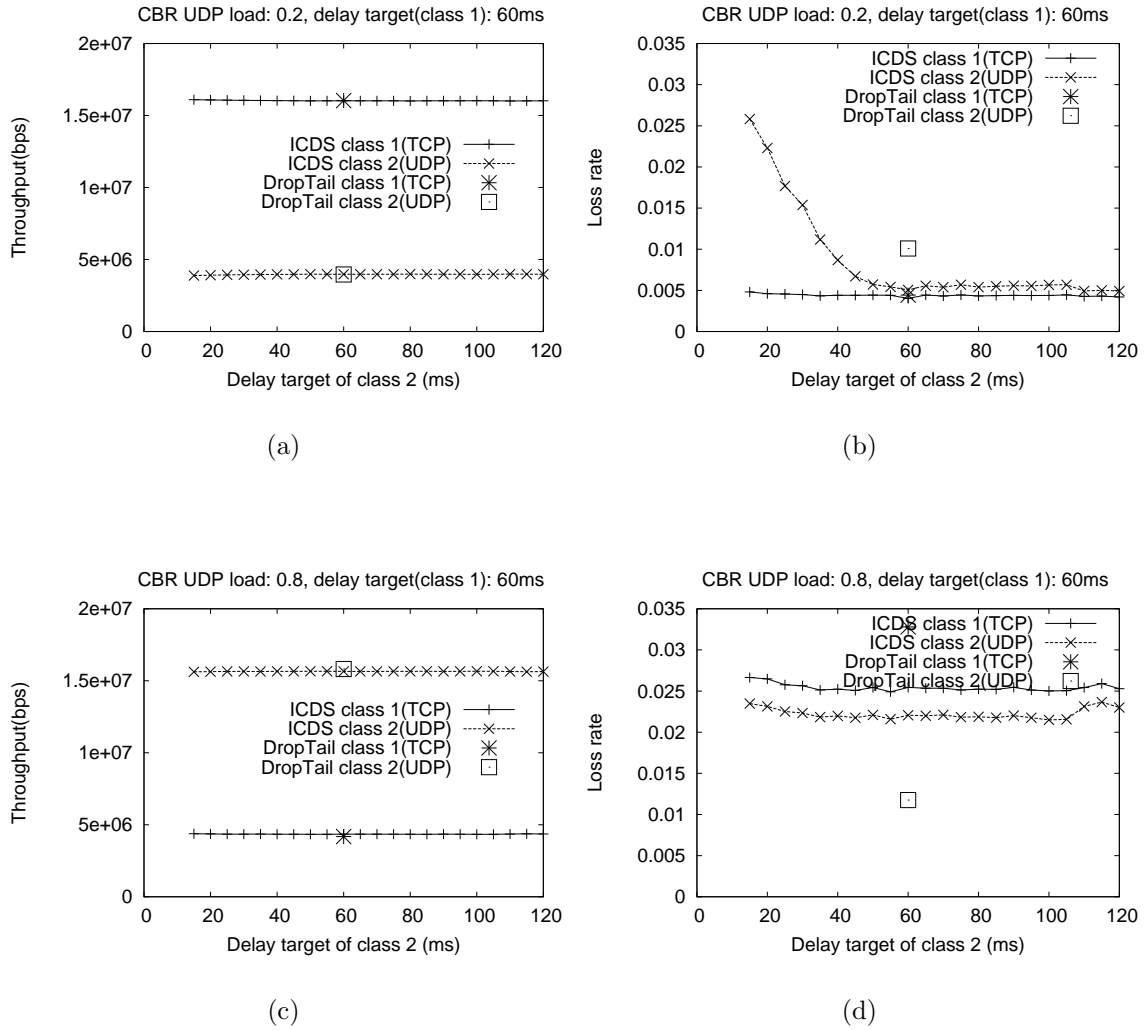 CBR UDP load: 0.2, delay target(class 1): 60ms
2e+07
1.5e+07
1e+07
5e+06
0
Throughput(bps)
ICDS class 1(TCP)
ICDS class 2(UDP)
DropTail class 1(TCP)
DropTail class 2(UDP)
0 20 40 60 80 100 120
Delay target of class 2 (ms)
(a)
CBR UDP load: 0.2, delay target(class 1): 60ms
0.035
0.03
0.025
0.02
0.015
0.01
0.005
0
Loss rate
ICDS class 1(TCP)
ICDS class 2(UDP)
DropTail class 1(TCP)
DropTail class 2(UDP)
0 20 40 60 80 100 120
Delay target of class 2 (ms)
(b)
CBR UDP load: 0.8, delay target(class 1): 60ms
2e+07
1.5e+07
1e+07
5e+06
0
Throughput(bps)
ICDS class 1(TCP)
ICDS class 2(UDP)
DropTail class 1(TCP)
DropTail class 2(UDP)
0 20 40 60 80 100 120
Delay target of class 2 (ms)
(c)
CBR UDP load: 0.8, delay target(class 1): 60ms
0.035
0.03
0.025
0.02
0.015
0.01
0.005
0
Loss rate
ICDS class 1(TCP)
ICDS class 2(UDP)
DropTail class 1(TCP)
DropTail class 2(UDP)
0 20 40 60 80 100 120
Delay target of class 2 (ms)
(d)